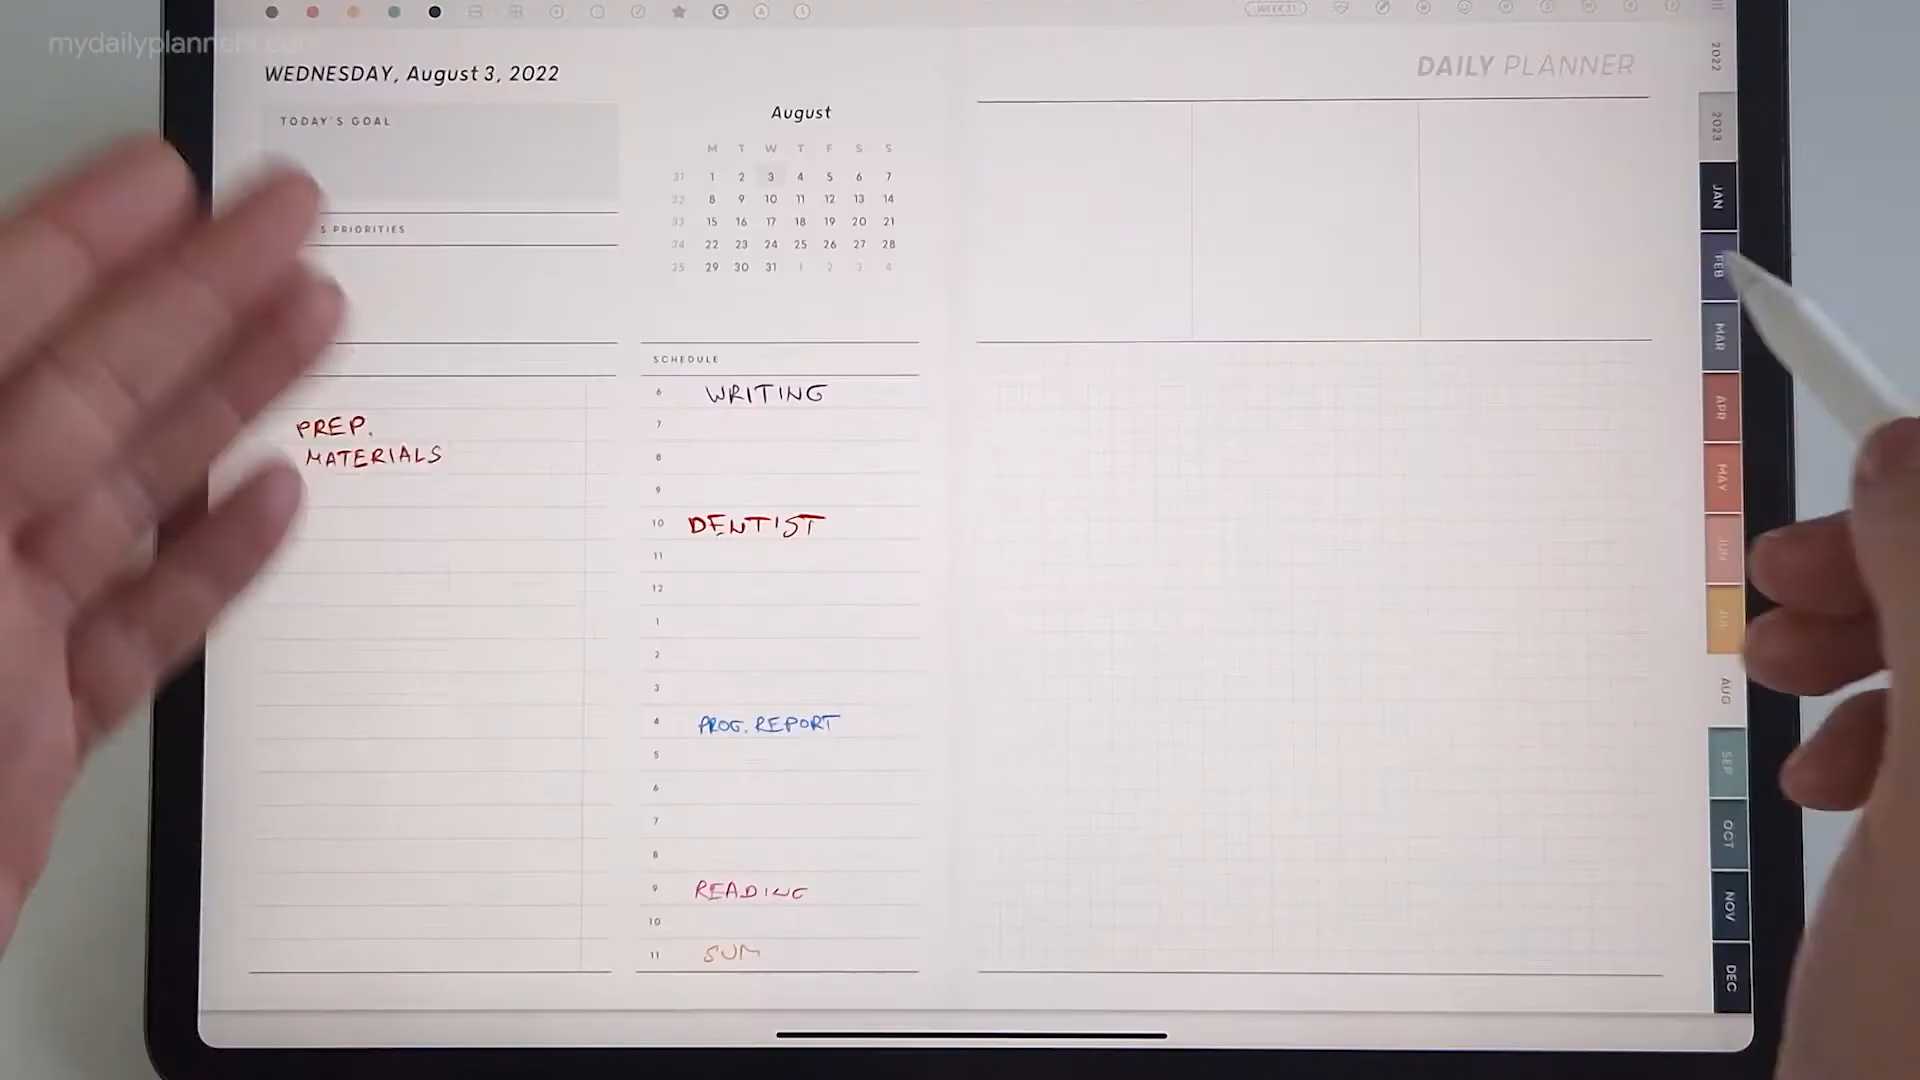 mydailyplanner.com
WEEK 31
WEDNESDAY, August 3, 2022
TODAY'S GOAL
S PRIORITIES
PREP.
MATERIALS
August
M T W T F S S
31 1 2 3 4 5 6 7
32 8 9 10 11 12 13 14
33 15 16 17 18 19 20 21
34 22 23 24 25 26 27 28
35 29 30 31 1 2 3 4
SCHEDULE
6 WRITING
7
8
9
10 DENTIST
11
12
1
2
3
4 PROG. REPORT
5
6
7
8
9 READING
10
11 SUM
DAILY PLANNER
2022
2023
JAN
FEB
MAR
APR
MAY
JUN
JUL
AUG
SEP
OCT
NOV
DEC